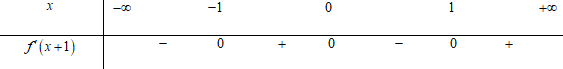 x −∞ −1 0 1 +∞
f'(x+1) − 0 + 0 − 0 +